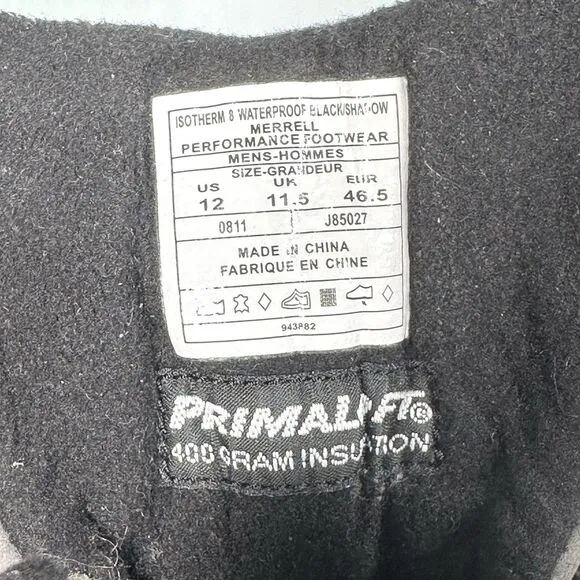 ISOTHERM 8 WATERPROOF BLACK/SHADOW
MERRELL
PERFORMANCE FOOTWEAR
MENS-HOMMES
SIZE-GRANDEUR
US UK EUR
12 11.5 46.5
0811 J85027
MADE IN CHINA
FABRIQUE EN CHINE
943882
PRIMALOFT®
400 GRAM INSULATION